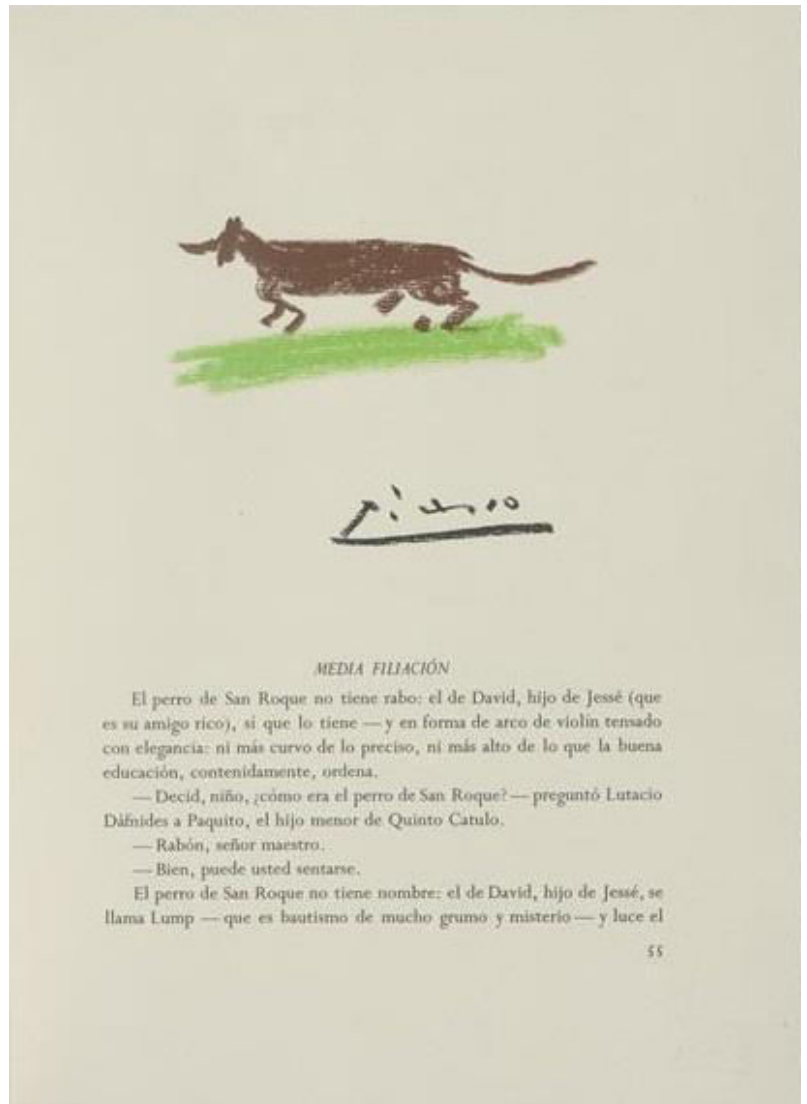 Picasso
MEDIA FILIACIÓN
El perro de San Roque no tiene rabo: el de David, hijo de Jessé (que
es su amigo rico), sí que lo tiene — y en forma de arco de violín tensado
con elegancia: ni más curvo de lo preciso, ni más alto de lo que la buena
educación, contenidamente, ordena.
— Decid, niño, ¿cómo era el perro de San Roque? — preguntó Lutacio
Dáfnides a Paquito, el hijo menor de Quinto Catulo.
— Rabón, señor maestro.
— Bien, puede usted sentarse.
El perro de San Roque no tiene nombre: el de David, hijo de Jessé, se
llama Lump — que es bautismo de mucho grumo y misterio — y luce el
55